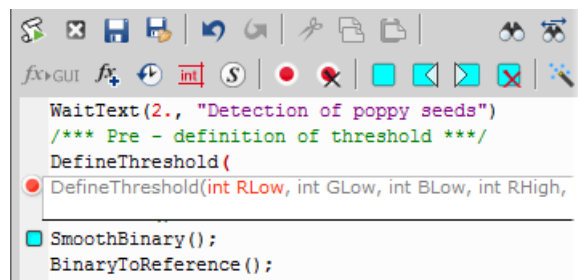 fx▸GUI fx int S
WaitText(2., "Detection of poppy seeds")
/*** Pre - definition of threshold ***/
DefineThreshold(
DefineThreshold(int RLow, int GLow, int BLow, int RHigh,
SmoothBinary();
BinaryToReference();